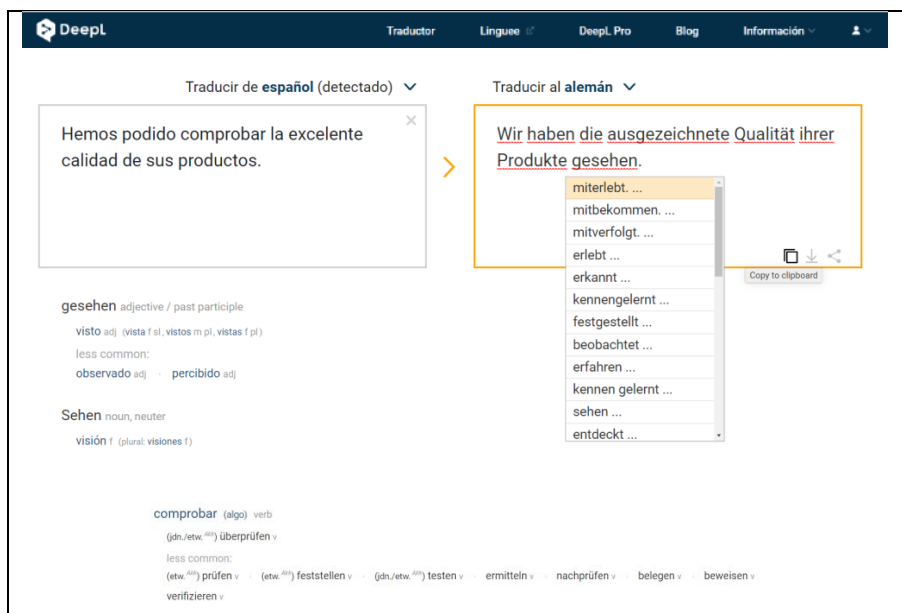 DeepL
Traductor Linguee DeepL Pro Blog Información
Traducir de español (detectado)
Hemos podido comprobar la excelente
calidad de sus productos.
Traducir al alemán
Wir haben die ausgezeichnete Qualität ihrer
Produkte gesehen.
miterlebt. ...
mitbekommen. ...
mitverfolgt. ...
erlebt ...
erkannt ...
kennengelernt ...
festgestellt ...
beobachtet ...
erfahren ...
kennen gelernt ...
sehen ...
entdeckt ...
Copy to clipboard
gesehen adjective / past participle
visto adj (vista f sl, vistos m pl, vistas f pl)
less common:
observado adj · percibido adj
Sehen noun, neuter
visión f (plural: visiones f)
comprobar (algo) verb
(jdn./etw. Akk) überprüfen v
less common:
(etw. Akk) prüfen v · (etw. Akk) feststellen v · (jdn./etw. Akk) testen v · ermitteln v · nachprüfen v · belegen v · beweisen v
verifizieren v